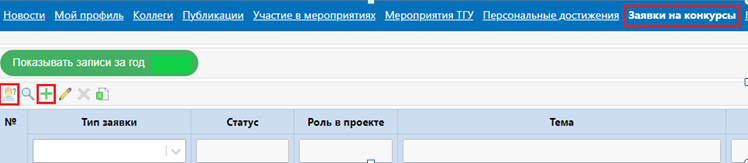 Новости Мой профиль Коллеги Публикации Участие в мероприятиях Мероприятия ТГУ Персональные достижения Заявки на конкурсы
Показывать записи за год
№ Тип заявки Статус Роль в проекте Тема